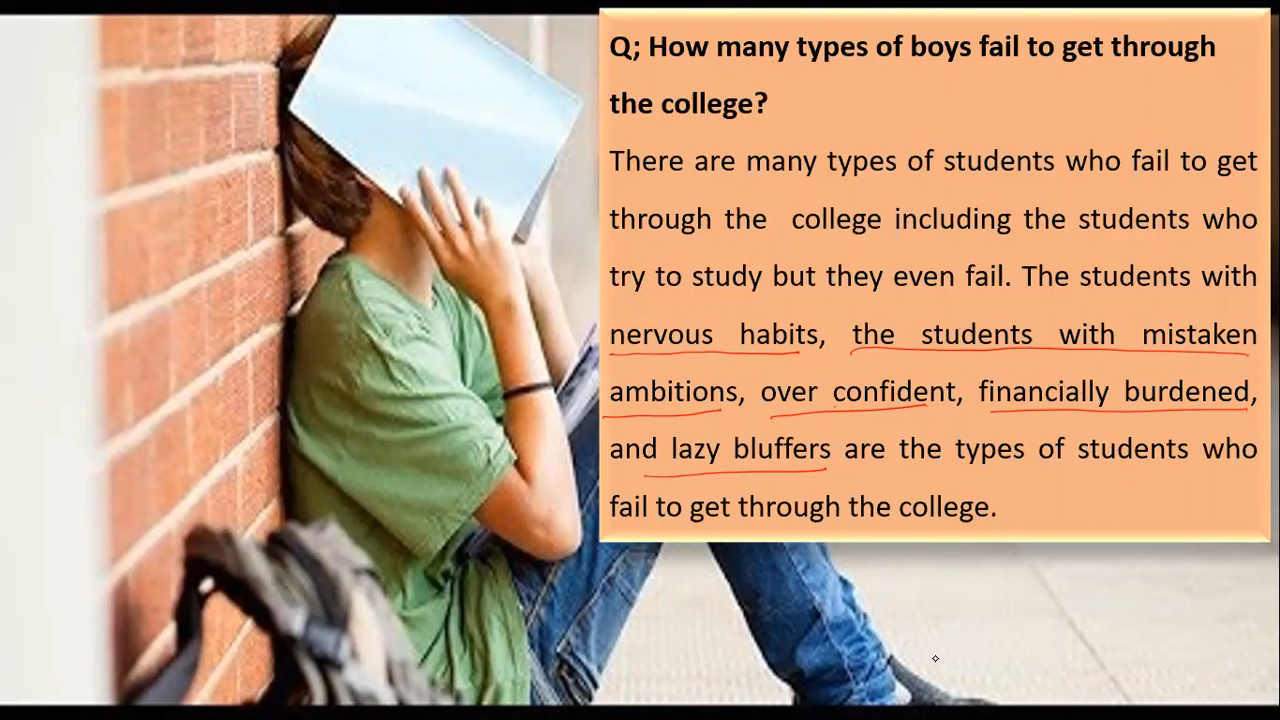 Q; How many types of boys fail to get through
the college?
There are many types of students who fail to get
through the college including the students who
try to study but they even fail. The students with
nervous habits, the students with mistaken
ambitions, over confident, financially burdened,
and lazy bluffers are the types of students who
fail to get through the college.